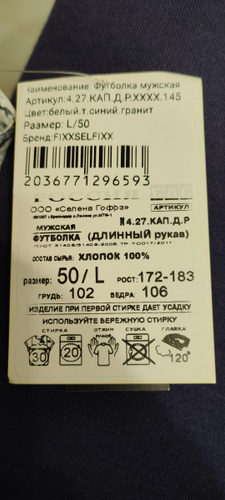 Наименование: Футболка мужская
Артикул:4.27.КАП.Д.Р.ХХХХ.145
Цвет:белый.т.синий.гранит
Размер: L/50
Бренд:FIXXSELFIXX
2036771296593
РОССИЯ
ООО «Селена Гофрэ»
АРТИКУЛ
№4.27.КАП.Д.Р
МУЖСКАЯ
ФУТБОЛКА (ДЛИННЫЙ рукав)
СОСТАВ СЫРЬЯ: ХЛОПОК 100%
размер: 50/L РОСТ:172-183
ГРУДЬ: 102 БЕДРА: 106
ИЗДЕЛИЕ ПРИ ПЕРВОЙ СТИРКЕ ДАЕТ УСАДКУ
ИСПОЛЬЗУЙТЕ БЕРЕЖНУЮ СТИРКУ
СТИРКА ОТЖИМ СУШКА ГЛАЖКА
30 20 120°